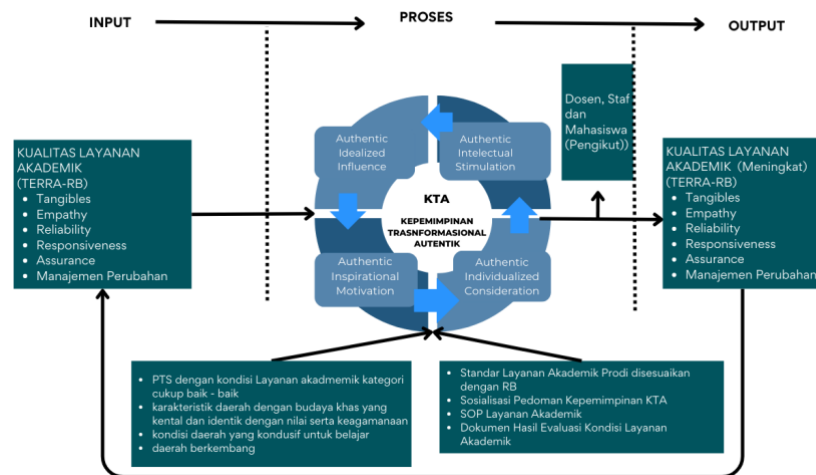 INPUT
PROSES
OUTPUT
KUALITAS LAYANAN
AKADEMIK
(TERRA-RB)
• Tangibles
• Empathy
• Reliability
• Responsiveness
• Assurance
• Manajemen Perubahan
Authentic
Idealized
Influence
Authentic
Intelectual
Stimulation
KTA
KEPEMIMPINAN
TRASNFORMASIONAL
AUTENTIK
Authentic
Inspirational
Motivation
Authentic
Individualized
Consideration
Dosen, Staf
dan
Mahasiswa
(Pengikut))
KUALITAS LAYANAN
AKADEMIK (Meningkat)
(TERRA-RB)
• Tangibles
• Empathy
• Reliability
• Responsiveness
• Assurance
• Manajemen Perubahan
• PTS dengan kondisi Layanan akadmemik kategori
cukup baik - baik
• karakteristik daerah dengan budaya khas yang
kental dan identik dengan nilai serta keagamaan
• kondisi daerah yang kondusif untuk belajar
• daerah berkembang
• Standar Layanan Akademik Prodi disesuaikan
dengan RB
• Sosialisasi Pedoman Kepemimpinan KTA
• SOP Layanan Akademik
• Dokumen Hasil Evaluasi Kondisi Layanan
Akademik